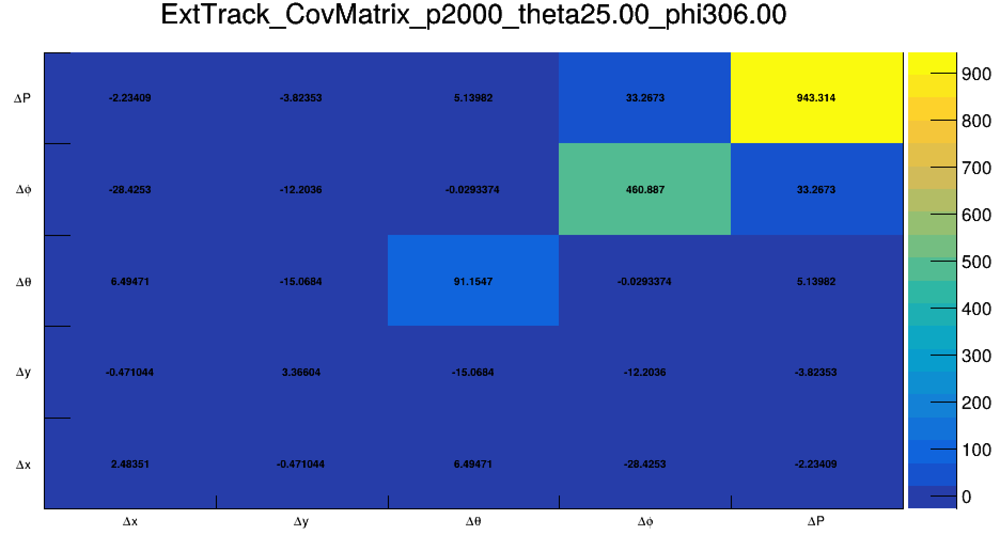 ExtTrack_CovMatrix_p2000_theta25.00_phi306.00
ΔP -2.23409 -3.82353 5.13982 33.2673 943.314
Δϕ -28.4253 -12.2036 -0.0293374 460.887 33.2673
Δθ 6.49471 -15.0684 91.1547 -0.0293374 5.13982
Δy -0.471044 3.36604 -15.0684 -12.2036 -3.82353
Δx 2.48351 -0.471044 6.49471 -28.4253 -2.23409
Δx Δy Δθ Δϕ ΔP
900
800
700
600
500
400
300
200
100
0